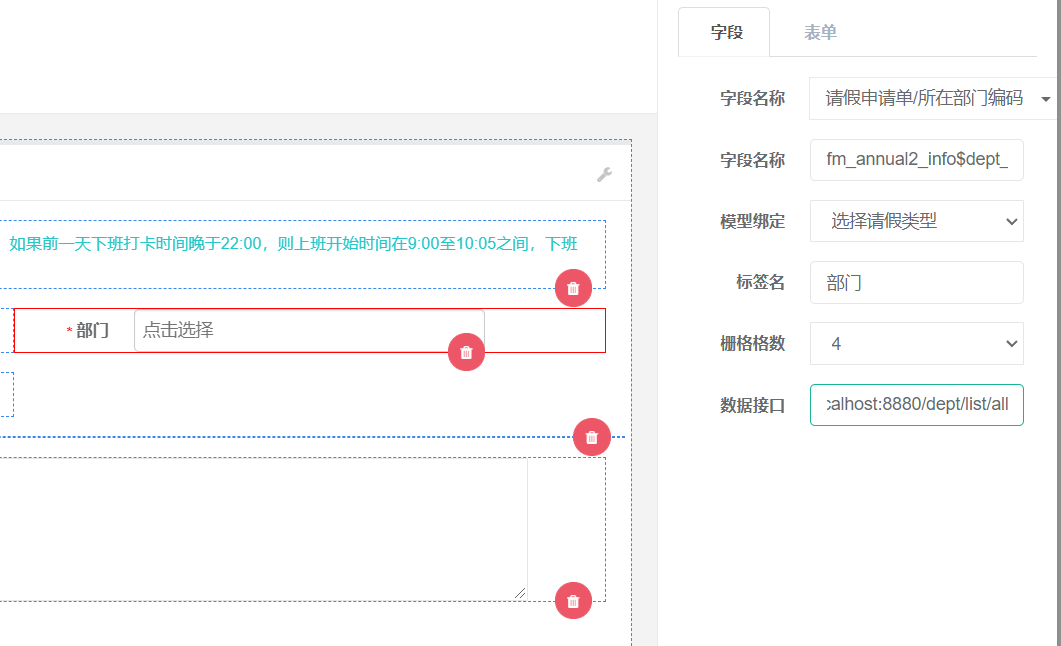 字段
表单
字段名称
请假申请单/所在部门编码
字段名称
fm_annual2_info$dept_
模型绑定
选择请假类型
标签名
部门
栅格格数
4
数据接口
calhost:8880/dept/list/all
如果前一天下班打卡时间晚于22:00，则上班开始时间在9:00至10:05之间，下班
*部门
点击选择